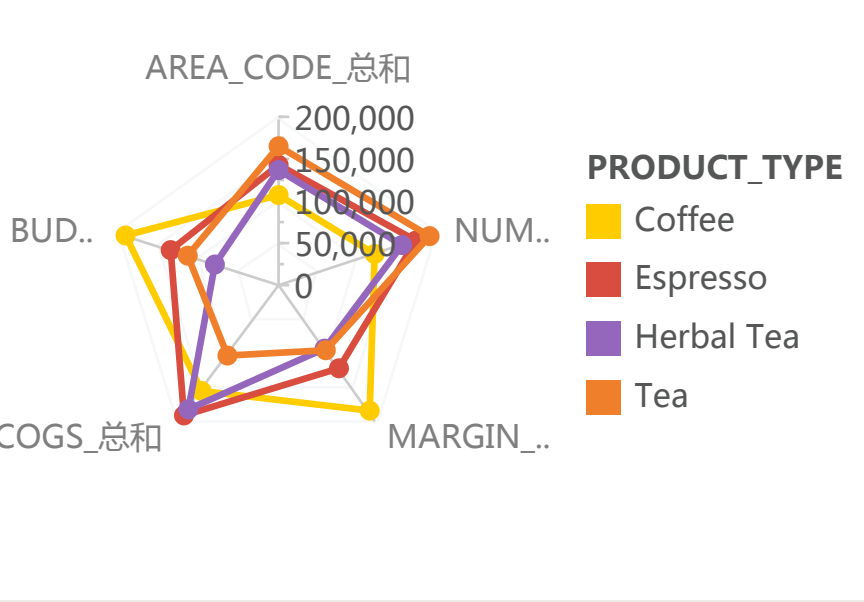 AREA_CODE_总和
200,000
150,000
100,000
50,000
0
BUD..
NUM..
COGS_总和
MARGIN_..
PRODUCT_TYPE
Coffee
Espresso
Herbal Tea
Tea